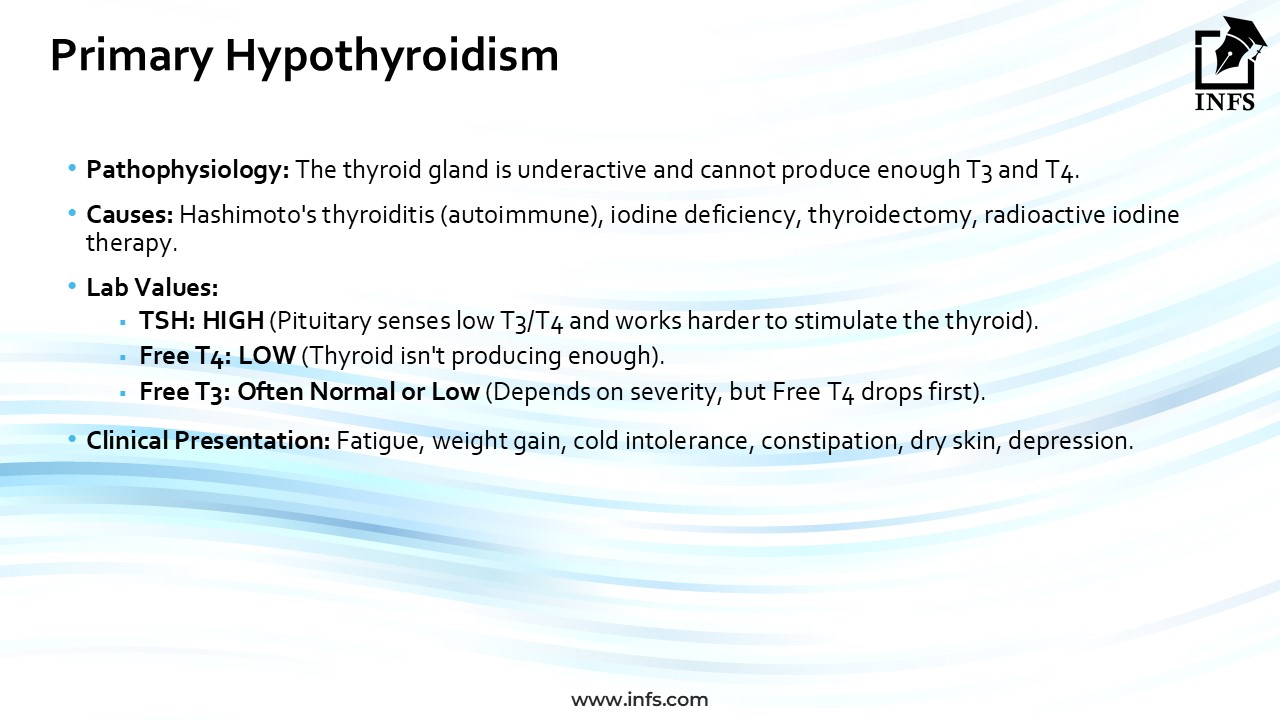 Primary Hypothyroidism
INFS
• Pathophysiology: The thyroid gland is underactive and cannot produce enough T3 and T4.
• Causes: Hashimoto's thyroiditis (autoimmune), iodine deficiency, thyroidectomy, radioactive iodine
therapy.
• Lab Values:
▪ TSH: HIGH (Pituitary senses low T3/T4 and works harder to stimulate the thyroid).
▪ Free T4: LOW (Thyroid isn't producing enough).
▪ Free T3: Often Normal or Low (Depends on severity, but Free T4 drops first).
• Clinical Presentation: Fatigue, weight gain, cold intolerance, constipation, dry skin, depression.
www.infs.com